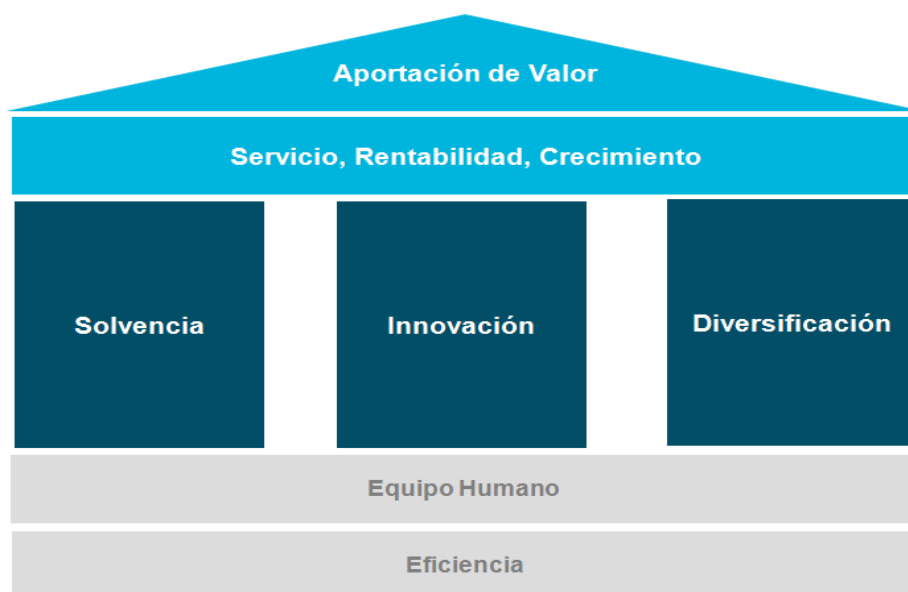 Aportación de Valor
Servicio, Rentabilidad, Crecimiento
Solvencia
Innovación
Diversificación
Equipo Humano
Eficiencia